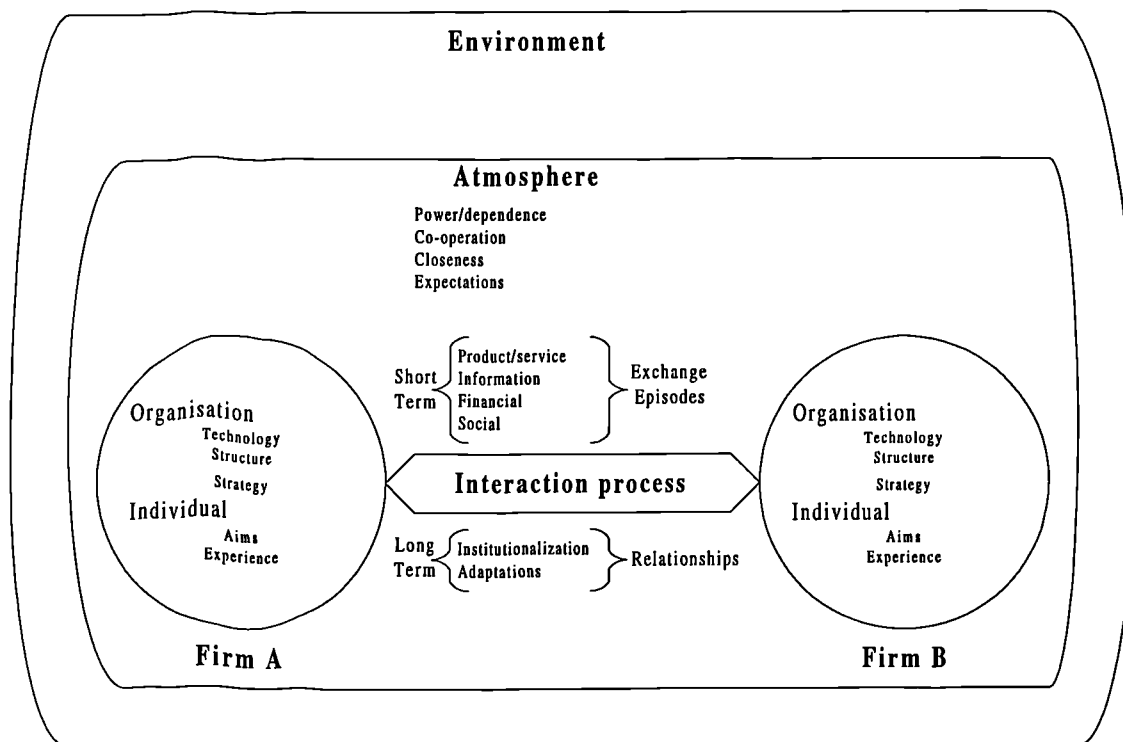 Environment
Atmosphere
Power/dependence
Co-operation
Closeness
Expectations
Organisation
Technology
Structure
Strategy
Individual
Aims
Experience
Firm A
Short
Term
Product/service
Information
Financial
Social
Exchange
Episodes
Interaction process
Long
Term
Institutionalization
Adaptations
Relationships
Organisation
Technology
Structure
Strategy
Individual
Aims
Experience
Firm B